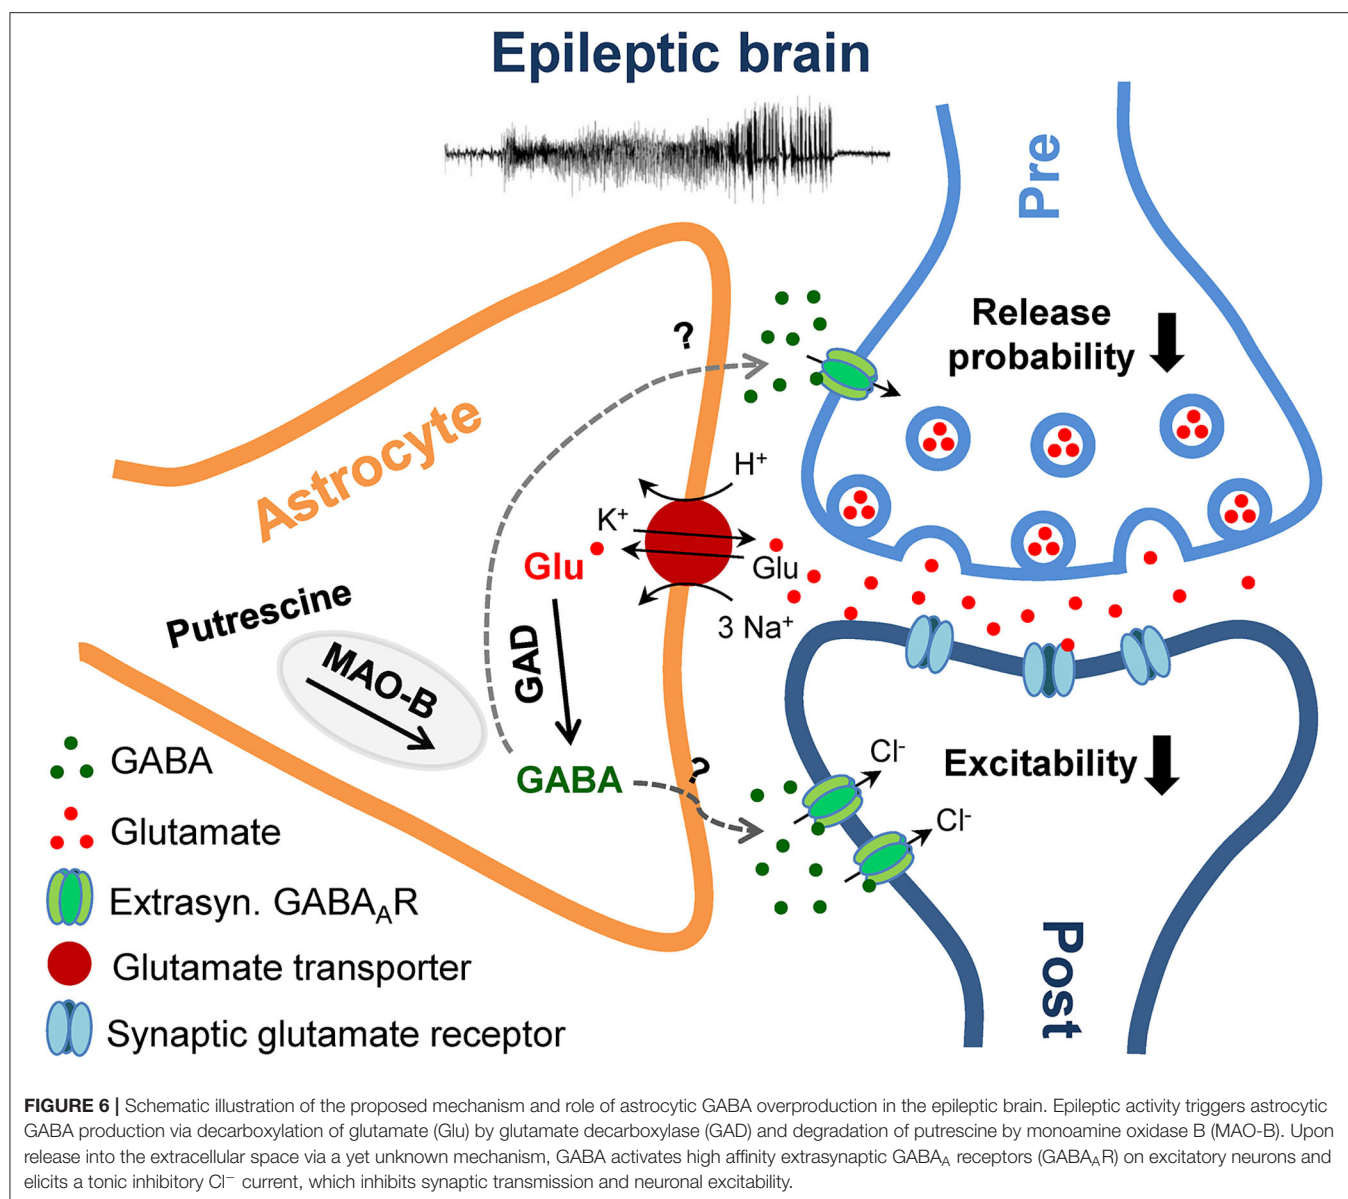 Epileptic brain
Pre
Release
probability
?
Astrocyte
H⁺
K⁺
Glu
Glu
3 Na⁺
Putrescine
MAO-B
GAD
GABA
?
Cl⁻
Cl⁻
Excitability
Post
GABA
Glutamate
Extrasyn. GABA_AR
Glutamate transporter
Synaptic glutamate receptor
FIGURE 6 | Schematic illustration of the proposed mechanism and role of astrocytic GABA overproduction in the epileptic brain. Epileptic activity triggers astrocytic
GABA production via decarboxylation of glutamate (Glu) by glutamate decarboxylase (GAD) and degradation of putrescine by monoamine oxidase B (MAO-B). Upon
release into the extracellular space via a yet unknown mechanism, GABA activates high affinity extrasynaptic GABA_A receptors (GABA_AR) on excitatory neurons and
elicits a tonic inhibitory Cl⁻ current, which inhibits synaptic transmission and neuronal excitability.